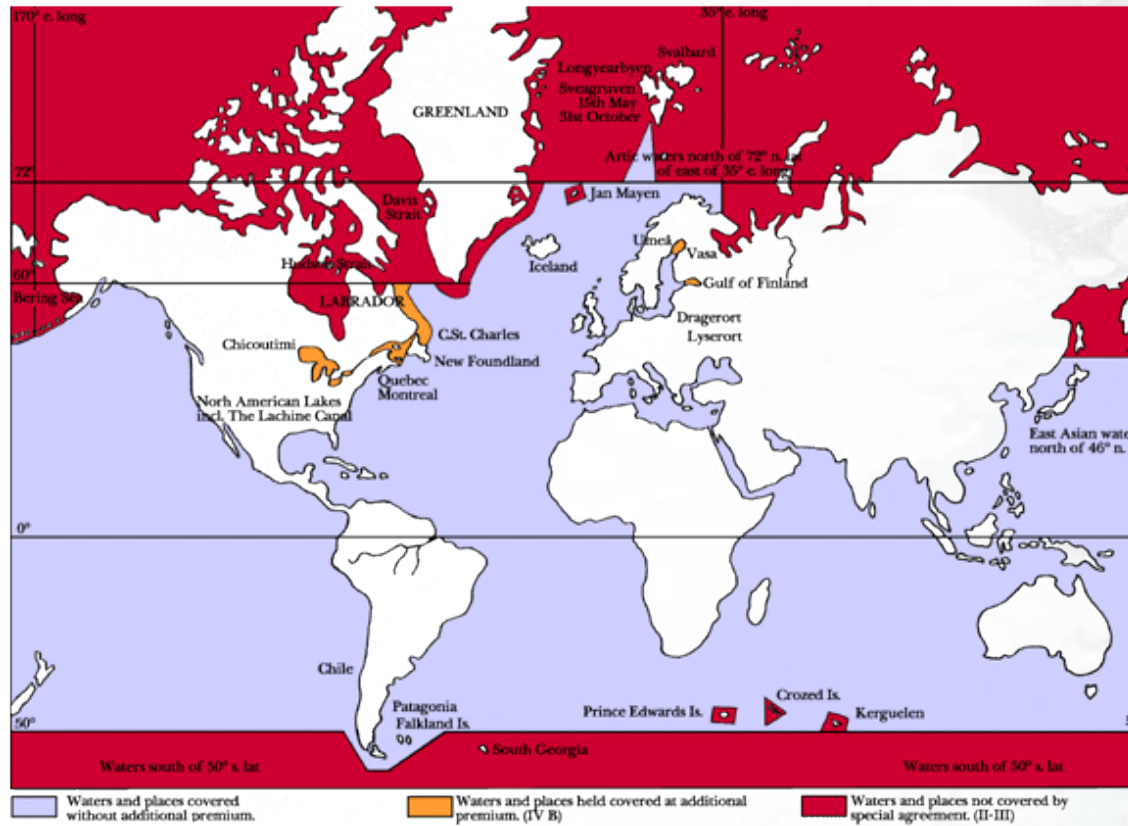 170° e. long
35° e. long
Svalbard
Longyearbyen
Sveagruven
15th May
31st October
GREENLAND
Artic waters north of 72° n. lat
of east of 35° e. long
72°
Jan Mayen
Davis
Strait
Umeå
Vasa
Iceland
Hudson Stran
60°
Gulf of Finland
Bering Sea
LABRADOR
Dragerort
Lyserort
C.St. Charles
Chicoutimi
New Foundland
Quebec
Montreal
Norh American Lakes
incl. The Lachine Canal
East Asian wate
north of 46° n.
0°
Chile
Patagonia
Falkland Is.
Prince Edwards Is.
Crozed Is.
Kerguelen
50°
5
South Georgia
Waters south of 50° s. lat
Waters south of 50° s. lat
Waters and places covered
without additional premium.
Waters and places held covered at additional
premium. (IV B)
Waters and places not covered by
special agreement. (II-III)